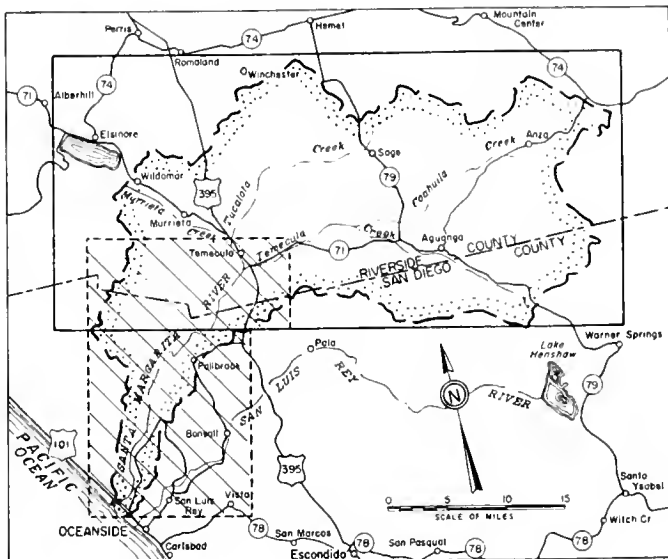 Perris
74
Hemet
Mountain
Center
Romoland
74
Winchester
74
71
Alberhill
Elsinore
Sage
Creek
Anza
Creek
Wildomar
395
Tucalota
79
Coahuila
Murrieta
Creek
Murrieta
Temecula
Temecula
Creek
71
Aguanga
COUNTY
COUNTY
RIVERSIDE
SAN DIEGO
SANTA MARGARITA RIVER
Pala
Lake
Henshaw
Warner Springs
Fallbrook
SAN LUIS REY RIVER
N
79
PACIFIC
OCEAN
101
Bonsall
395
Santa
Ysabel
San Luis
Rey
Vista
0 5 10 15
SCALE OF MILES
OCEANSIDE
78
San Marcos
78
San Pasqual
78
Witch Cr
Carlsbad
Escondido